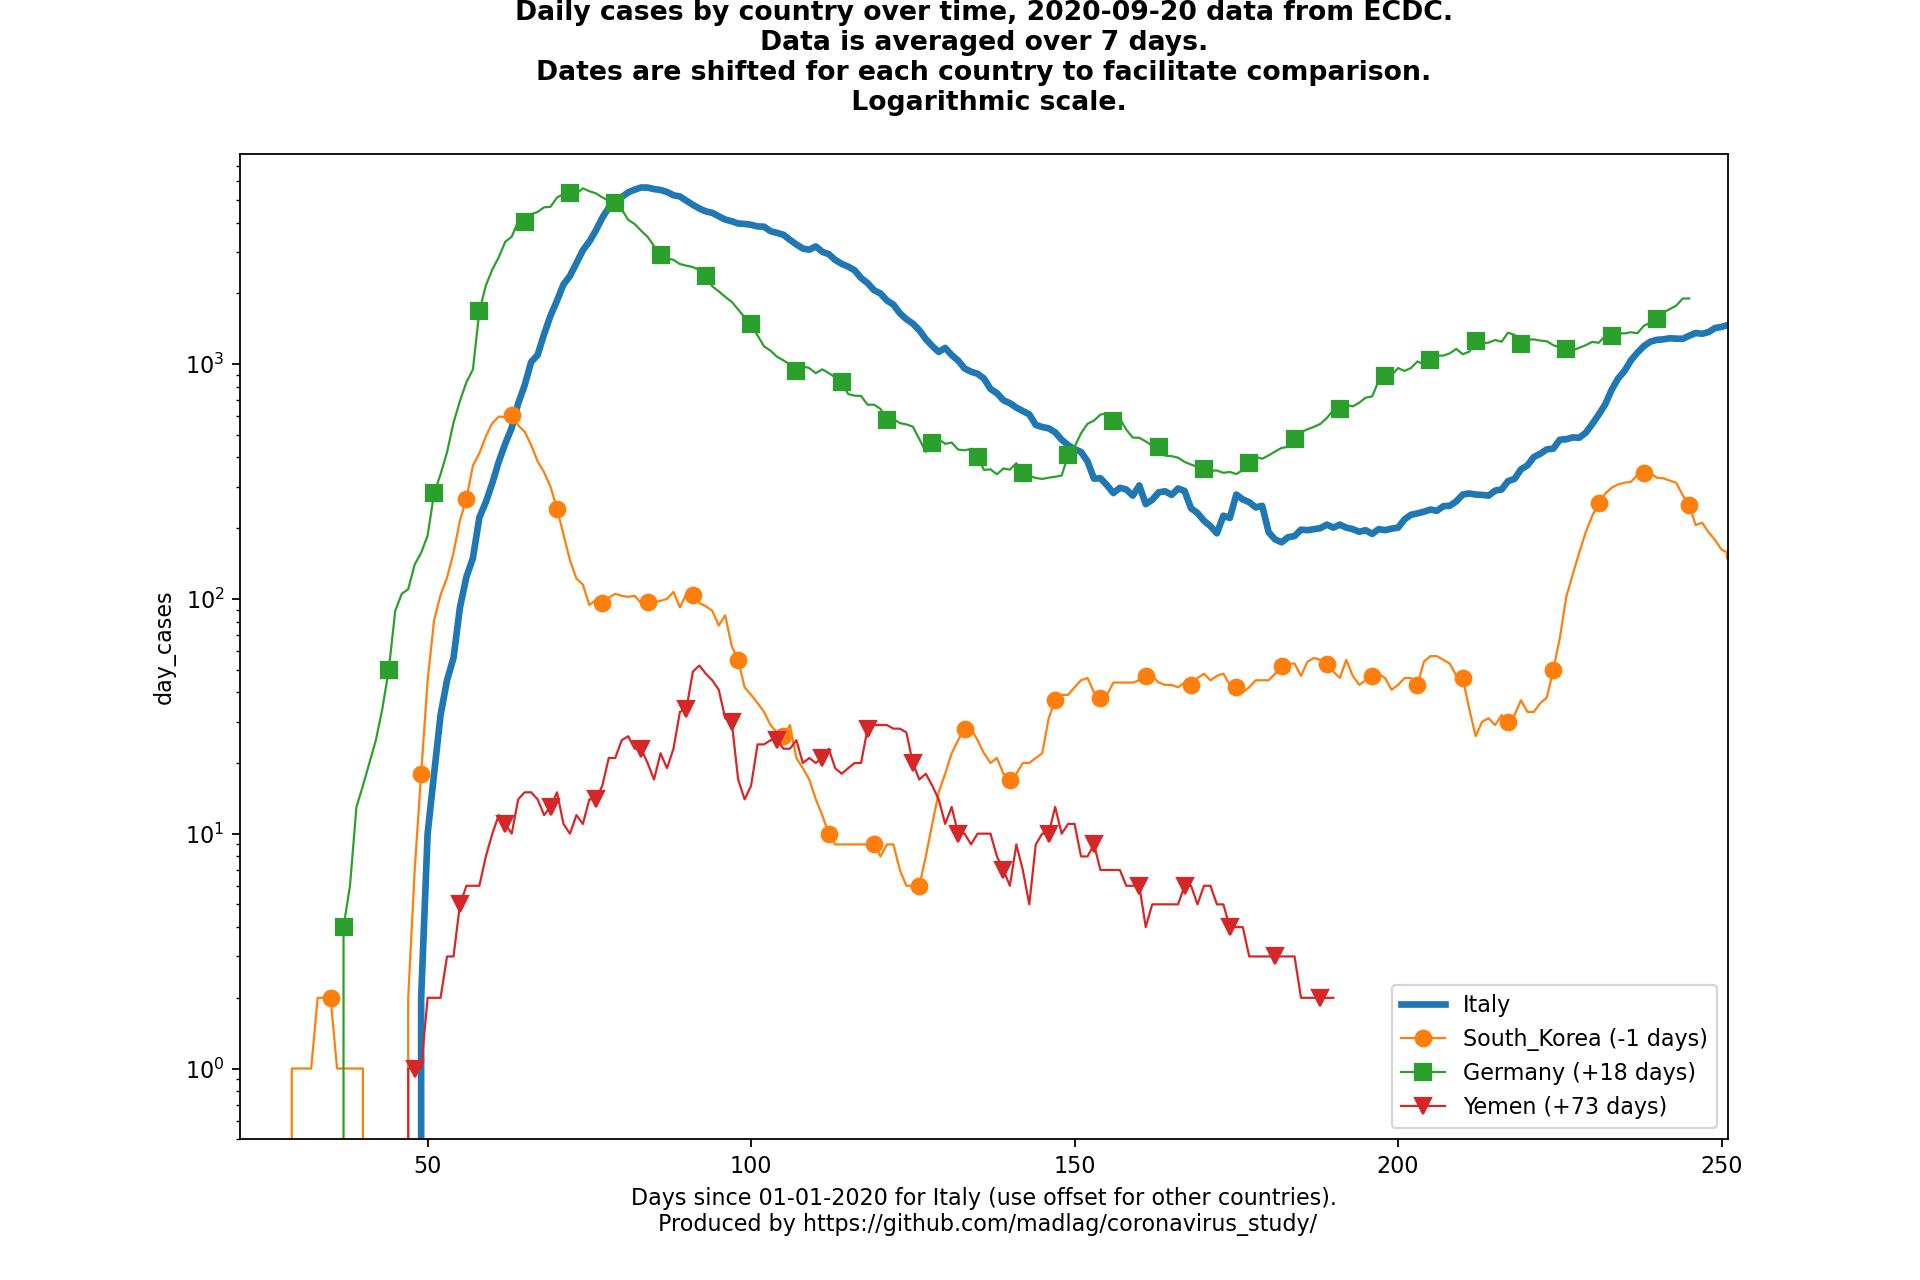 Daily cases by country over time, 2020-09-20 data from ECDC.
Data is averaged over 7 days.
Dates are shifted for each country to facilitate comparison.
Logarithmic scale.
day_cases
10³
10²
10¹
10⁰
50 100 150 200 250
Italy
South_Korea (-1 days)
Germany (+18 days)
Yemen (+73 days)
Days since 01-01-2020 for Italy (use offset for other countries).
Produced by https://github.com/madlag/coronavirus_study/